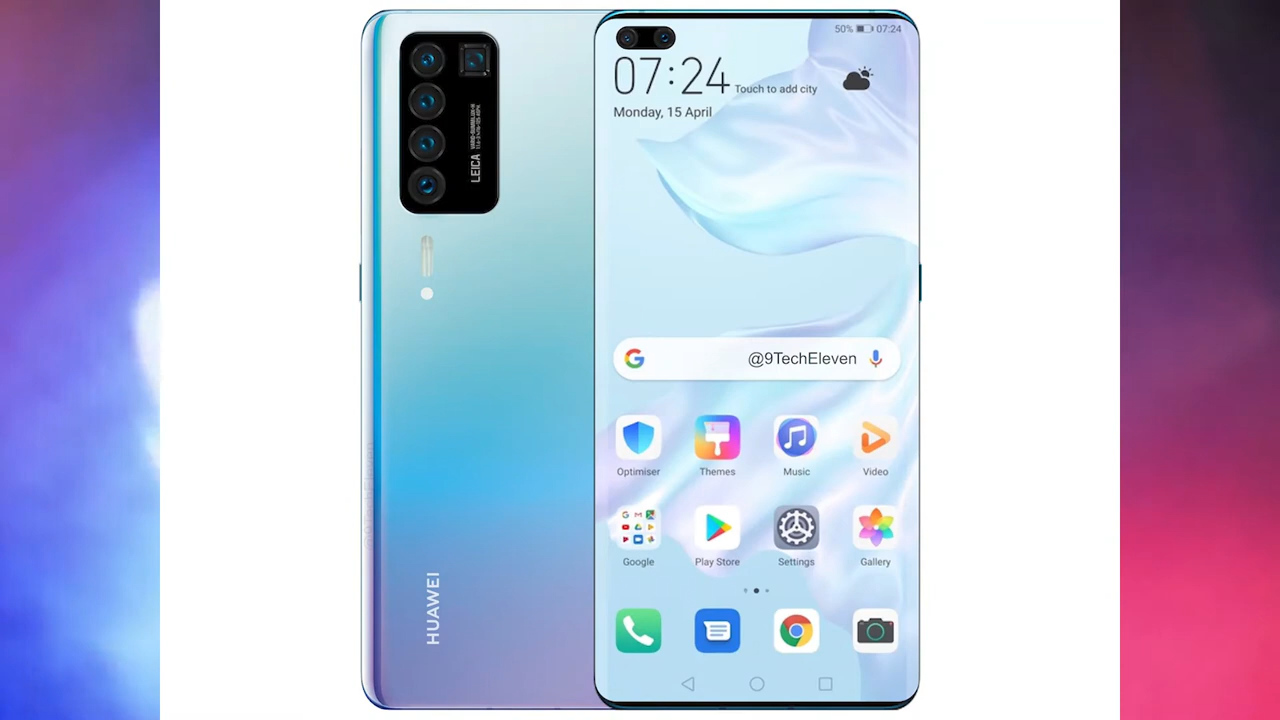 LEICA
HUAWEI
50% 07:24
07:24
Touch to add city
Monday, 15 April
@9TechEleven
Optimiser
Themes
Music
Video
Google
Play Store
Settings
Gallery